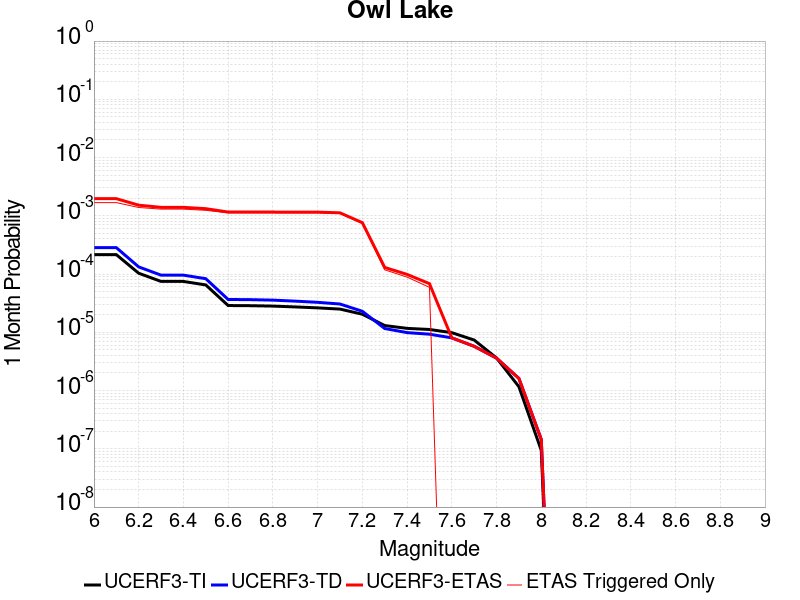 Owl Lake
1 Month Probability
10^0
10^-1
10^-2
10^-3
10^-4
10^-5
10^-6
10^-7
10^-8
6 6.2 6.4 6.6 6.8 7 7.2 7.4 7.6 7.8 8 8.2 8.4 8.6 8.8 9
Magnitude
UCERF3-TI UCERF3-TD UCERF3-ETAS ETAS Triggered Only